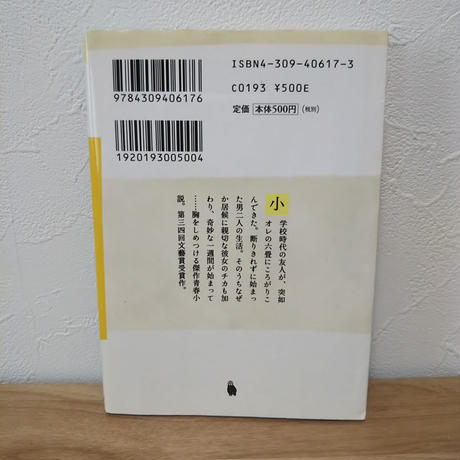 ISBN4-309-40617-3
C0193 ¥500E
定価 本体500円 (税別)
9784309406176
1920193005004
小学校時代の友人が、突如
オレの六畳にころがりこ
んできた。断りきれずに始まっ
た男二人の生活。そのうちなぜ
か居候に親切な彼女のチカも加
わり、奇妙な一週間が始まって
……胸をしめつける傑作青春小
説。第三四回文藝賞受賞作。